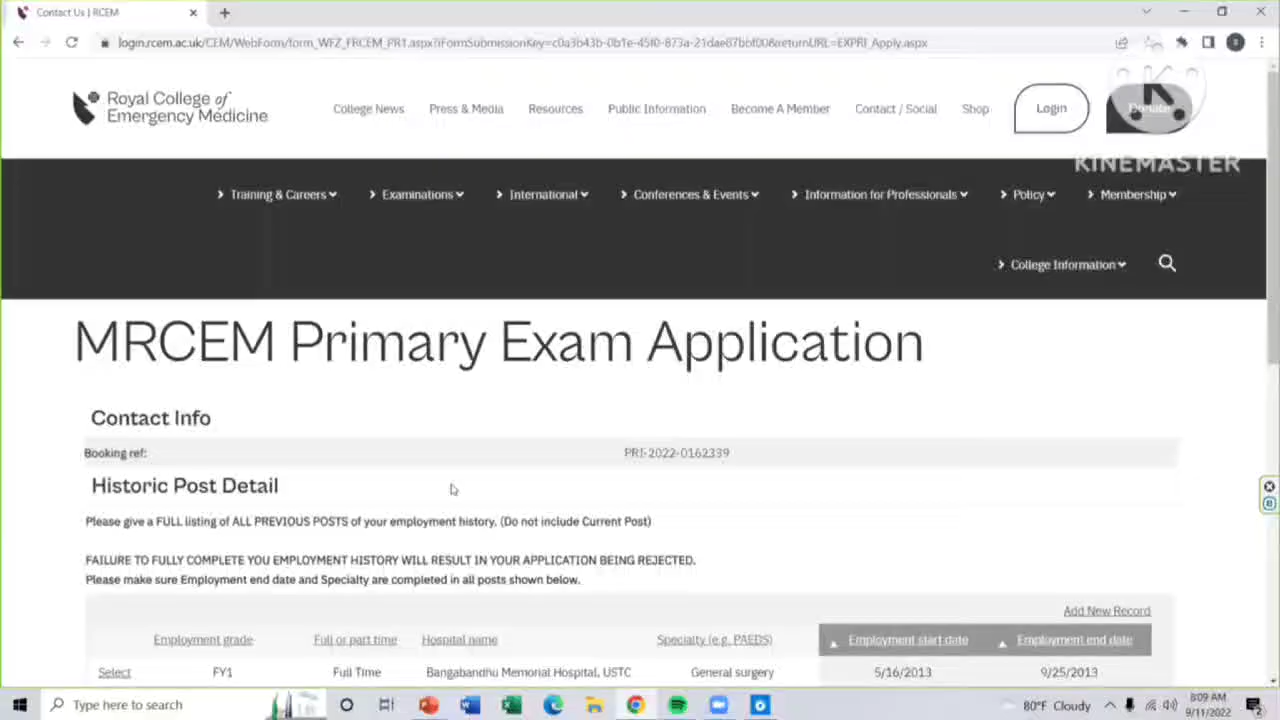 Contact Us | RCEM
login.rcem.ac.uk/CEM/WebForm/form_WFZ_FRCEM_PR1.aspx?iFormSubmissionKey=c0a3b43b-0b1e-45f0-873a-21dae87bbf00&returnURL=EXPRI_Apply.aspx
Royal College of
Emergency Medicine
College News
Press & Media
Resources
Public Information
Become A Member
Contact / Social
Shop
Login
Donate
K
KINEMASTER
Training & Careers
Examinations
International
Conferences & Events
Information for Professionals
Policy
Membership
College Information
MRCEM Primary Exam Application
Contact Info
Booking ref: PRI-2022-0162339
Historic Post Detail
Please give a FULL listing of ALL PREVIOUS POSTS of your employment history. (Do not include Current Post)
FAILURE TO FULLY COMPLETE YOU EMPLOYMENT HISTORY WILL RESULT IN YOUR APPLICATION BEING REJECTED.
Please make sure Employment end date and Specialty are completed in all posts shown below.
Add New Record
Employment grade Full or part time Hospital name Specialty (e.g. PAEDS) Employment start date Employment end date
Select FY1 Full Time Bangabandhu Memorial Hospital, USTC General surgery 5/16/2013 9/25/2013
Type here to search
80°F Cloudy
8:09 AM
9/11/2022